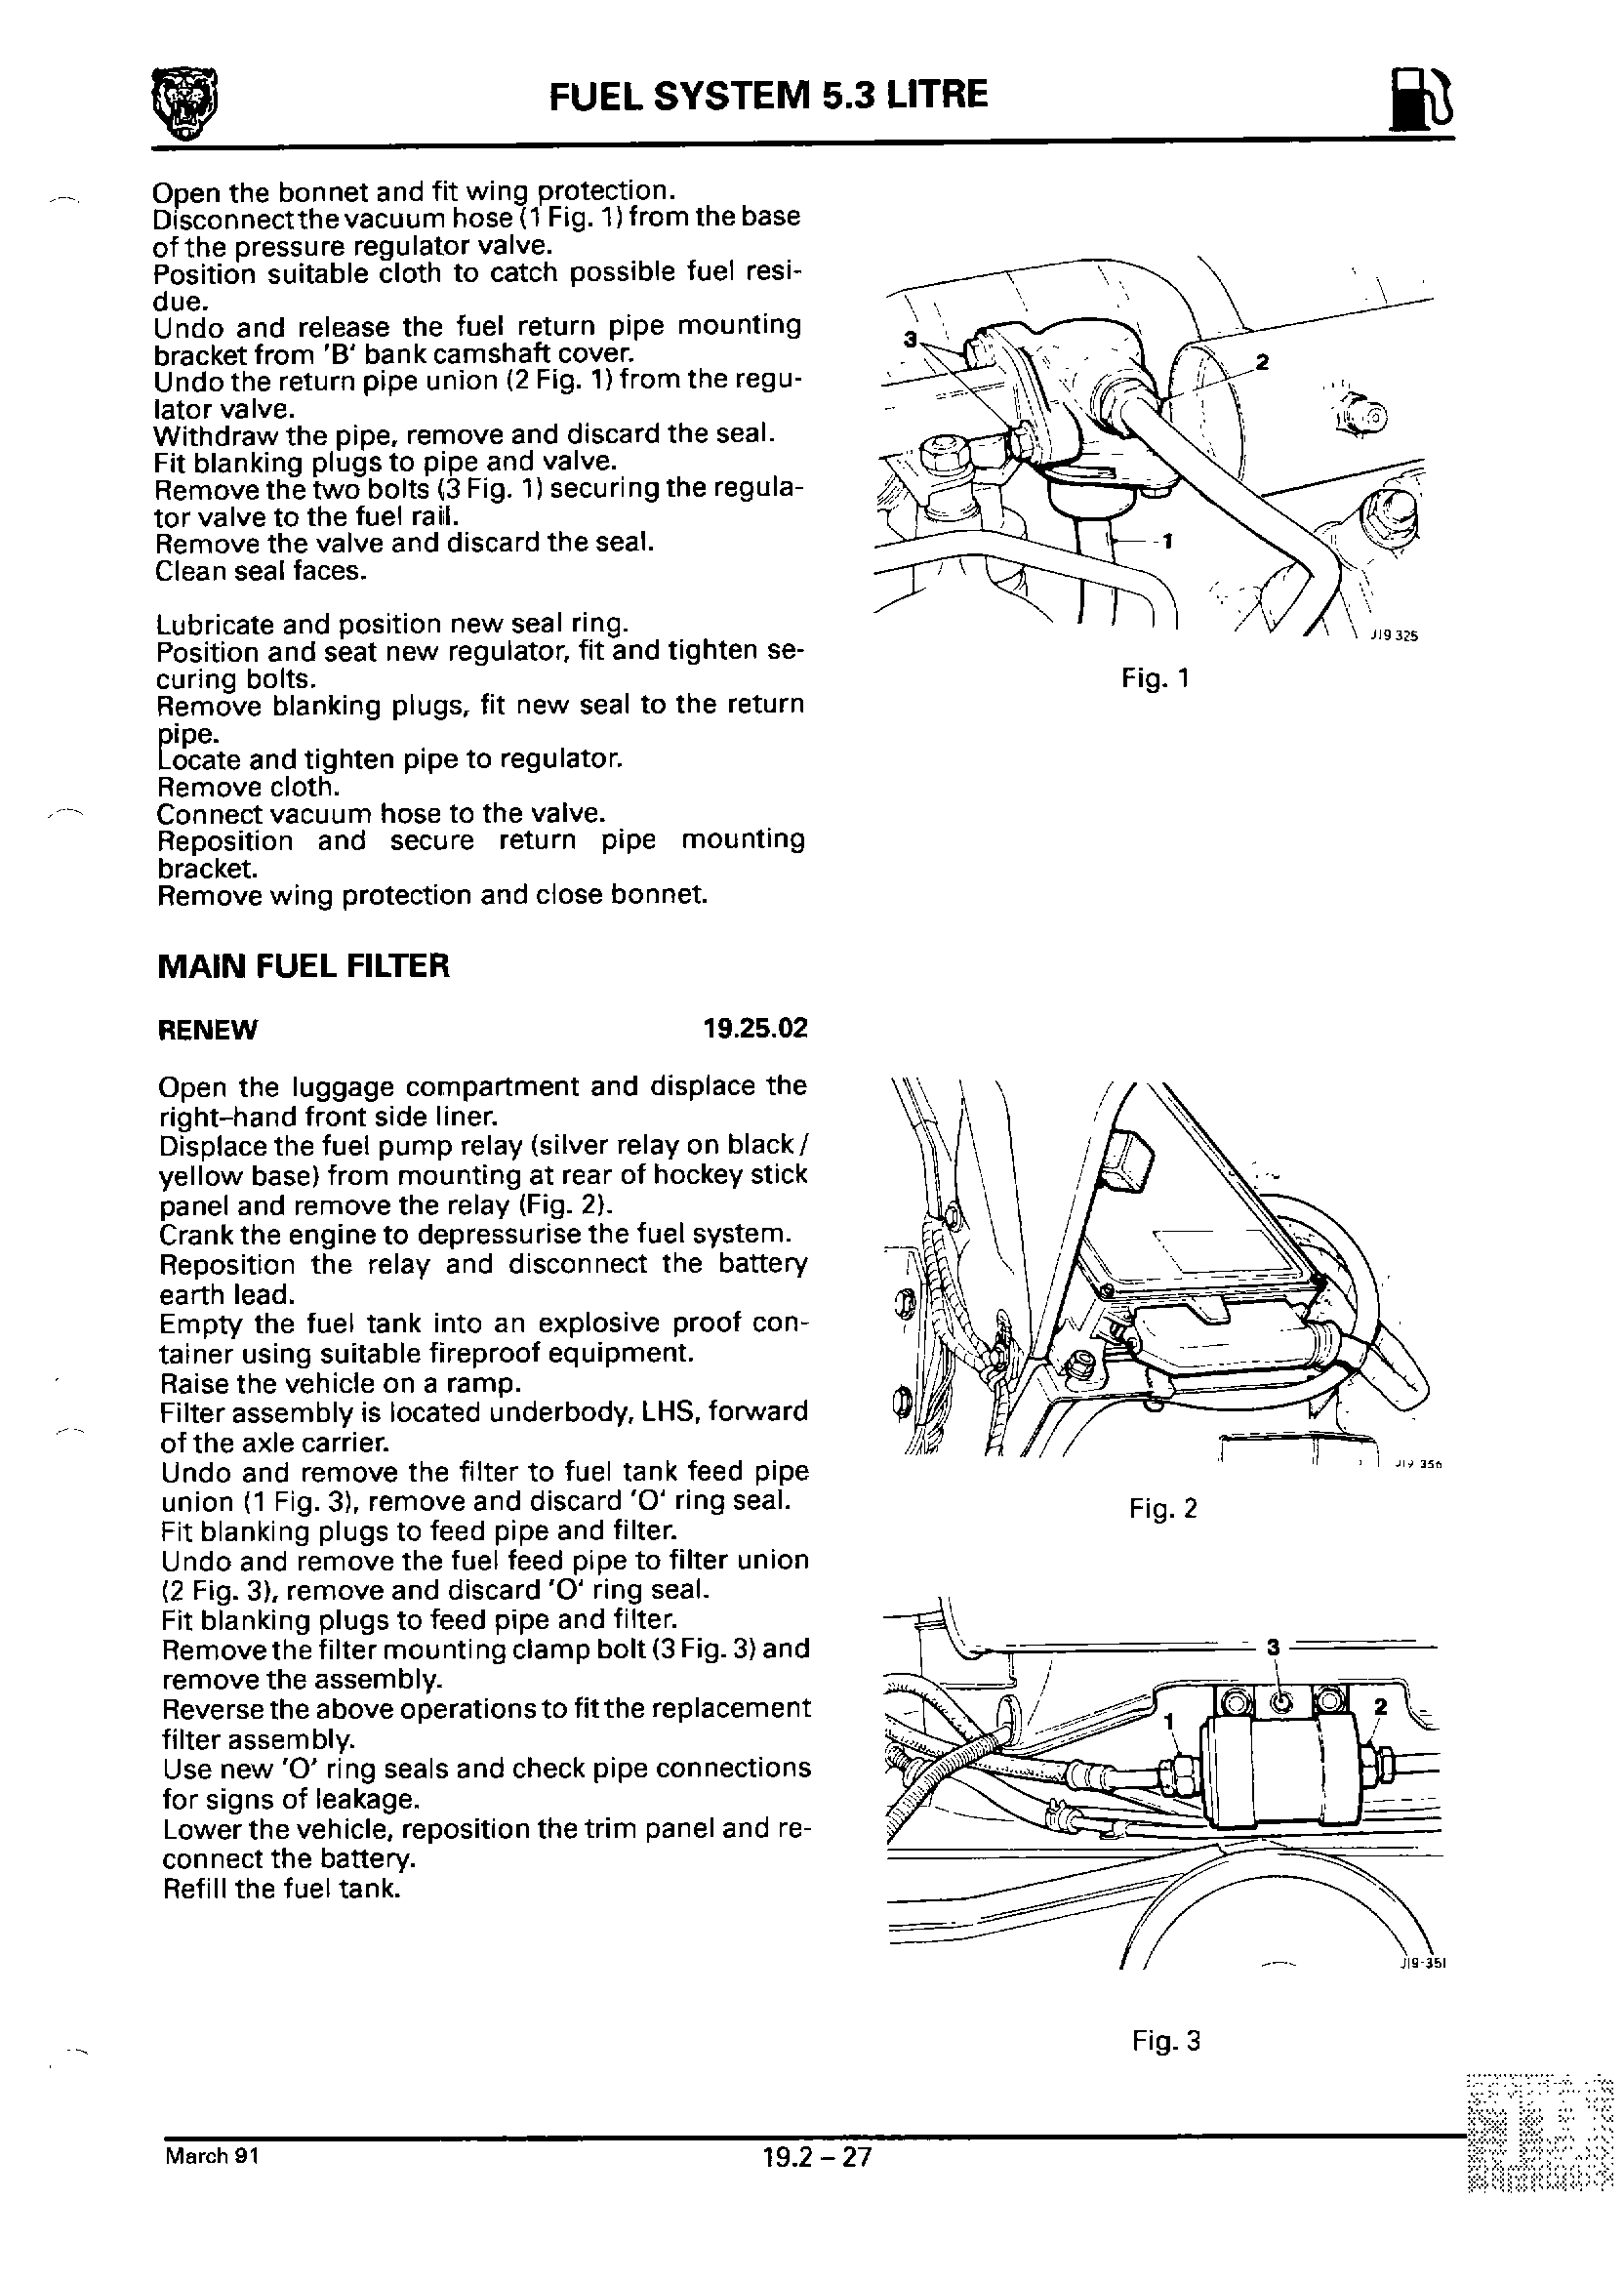 FUEL SYSTEM 5.3 LITRE
Open the bonnet and fit wing protection.
Disconnect the vacuum hose (1 Fig. 1) from the base
of the pressure regulator valve.
Position suitable cloth to catch possible fuel resi-
due.
Undo and release the fuel return pipe mounting
bracket from 'B' bank camshaft cover.
Undo the return pipe union (2 Fig. 1) from the regu-
lator valve.
Withdraw the pipe, remove and discard the seal.
Fit blanking plugs to pipe and valve.
Remove the two bolts (3 Fig. 1) securing the regula-
tor valve to the fuel rail.
Remove the valve and discard the seal.
Clean seal faces.
Lubricate and position new seal ring.
Position and seat new regulator, fit and tighten se-
curing bolts.
Remove blanking plugs, fit new seal to the return
pipe.
Locate and tighten pipe to regulator.
Remove cloth.
Connect vacuum hose to the valve.
Reposition and secure return pipe mounting
bracket.
Remove wing protection and close bonnet.
MAIN FUEL FILTER
RENEW 19.25.02
Open the luggage compartment and displace the
right-hand front side liner.
Displace the fuel pump relay (silver relay on black/
yellow base) from mounting at rear of hockey stick
panel and remove the relay (Fig. 2).
Crank the engine to depressurise the fuel system.
Reposition the relay and disconnect the battery
earth lead.
Empty the fuel tank into an explosive proof con-
tainer using suitable fireproof equipment.
Raise the vehicle on a ramp.
Filter assembly is located underbody, LHS, forward
of the axle carrier.
Undo and remove the filter to fuel tank feed pipe
union (1 Fig. 3), remove and discard 'O' ring seal.
Fit blanking plugs to feed pipe and filter.
Undo and remove the fuel feed pipe to filter union
(2 Fig. 3), remove and discard 'O' ring seal.
Fit blanking plugs to feed pipe and filter.
Remove the filter mounting clamp bolt (3 Fig. 3) and
remove the assembly.
Reverse the above operations to fit the replacement
filter assembly.
Use new 'O' ring seals and check pipe connections
for signs of leakage.
Lower the vehicle, reposition the trim panel and re-
connect the battery.
Refill the fuel tank.
3
2
1
J19 325
Fig. 1
J19 356
Fig. 2
3
1
2
J19-351
Fig. 3
March 91
19.2 – 27